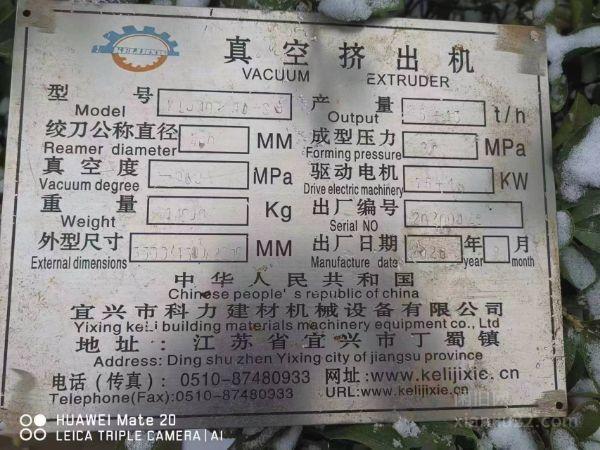 真空挤出机
VACUUM EXTRUDER
型号 产量 t/h
Model Output
绞刀公称直径 MM 成型压力 MPa
Reamer diameter Forming pressure
真空度 MPa 驱动电机 KW
Vacuum degree Drive electric machinery
重量 Kg 出厂编号
Weight Serial NO
外型尺寸 MM 出厂日期 2020 年 月
External dimensions Manufacture date year month
中华人民共和国
Chinese people's republic of china
宜兴市科力建材机械设备有限公司
Yixing keli building materials machinery equipment co., Ltd
地址：江苏省宜兴市丁蜀镇
Address: Ding shu zhen Yixing city of jiangsu province
电话（传真）：0510-87480933 网址:www.kelijixie.cn
Telephone(Fax):0510-87480933 URL:www.kelijixie.cn
HUAWEI Mate 20
LEICA TRIPLE CAMERA | AI